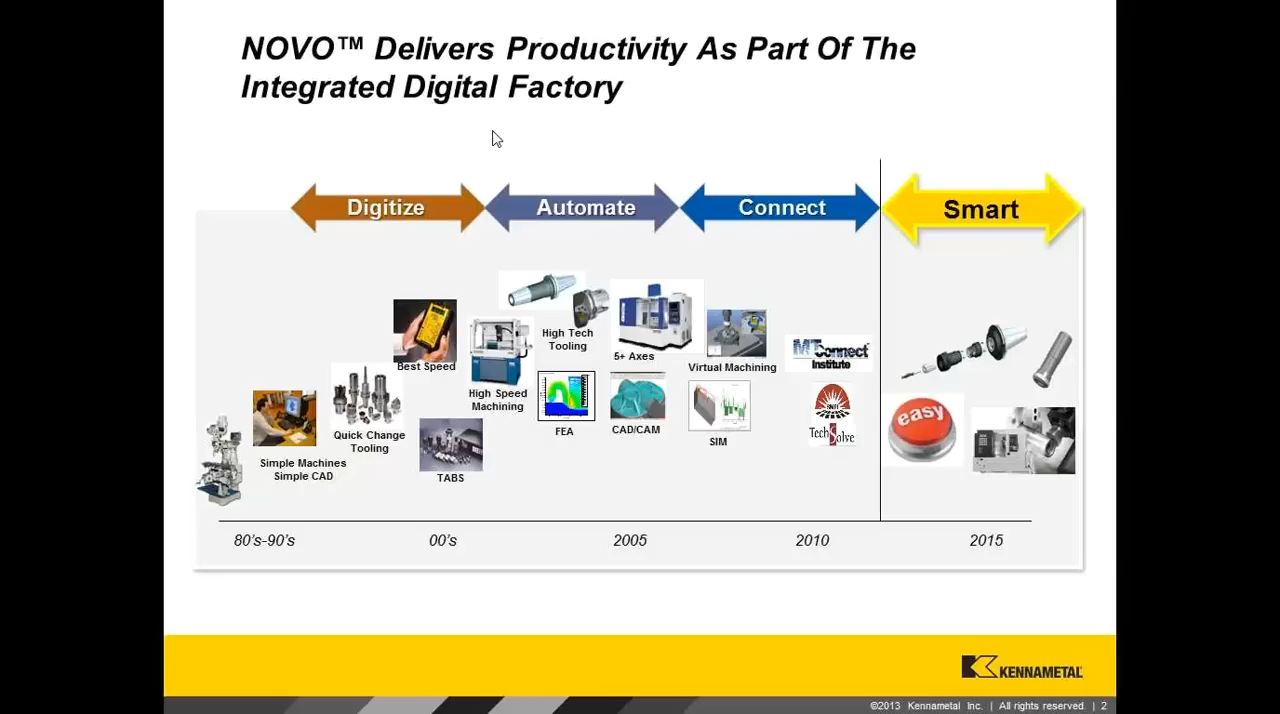 NOVO™ Delivers Productivity As Part Of The
Integrated Digital Factory
Digitize
Automate
Connect
Smart
High Tech
Tooling
5+ Axes
MTConnect
Institute
Best Speed
Virtual Machining
High Speed
Machining
easy
Quick Change
Tooling
FEA
CAD/CAM
SIM
TechSolve
Simple Machines
Simple CAD
TABS
80's-90's
00's
2005
2010
2015
KENNAMETAL
©2013 Kennametal Inc. | All rights reserved. | 2